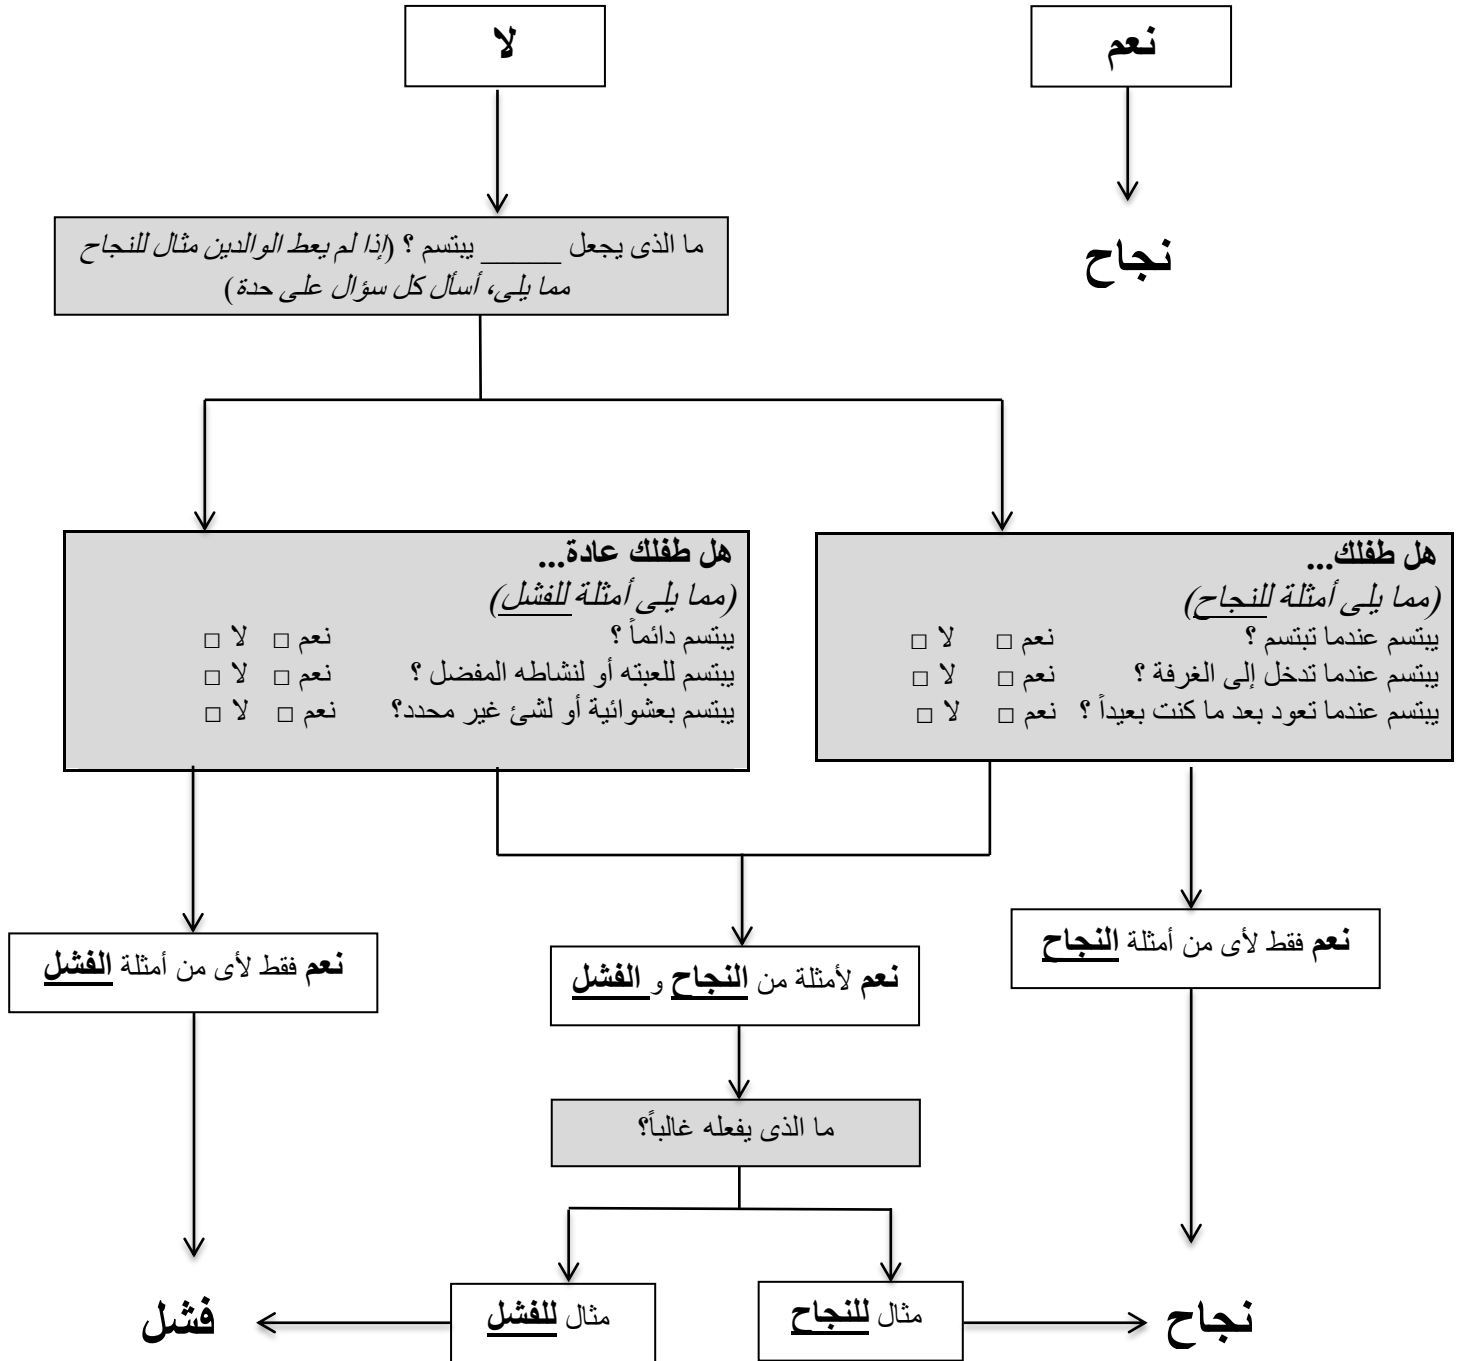 نعم
لا
نجاح
ما الذى يجعل _____ يبتسم ؟ (إذا لم يعط الوالدين مثال للنجاح
مما يلى، أسأل كل سؤال على حدة)
هل طفلك...
(مما يلى أمثلة للنجاح)
يبتسم عندما تبتسم ؟ نعم □ لا □
يبتسم عندما تدخل إلى الغرفة ؟ نعم □ لا □
يبتسم عندما تعود بعد ما كنت بعيداً ؟ نعم □ لا □
هل طفلك عادة...
(مما يلى أمثلة للفشل)
يبتسم دائماً ؟ نعم □ لا □
يبتسم للعبته أو لنشاطه المفضل ؟ نعم □ لا □
يبتسم بعشوائية أو لشئ غير محدد؟ نعم □ لا □
نعم فقط لأى من أمثلة النجاح
نعم لأمثلة من النجاح و الفشل
نعم فقط لأى من أمثلة الفشل
ما الذى يفعله غالباً؟
نجاح
مثال للنجاح
مثال للفشل
فشل